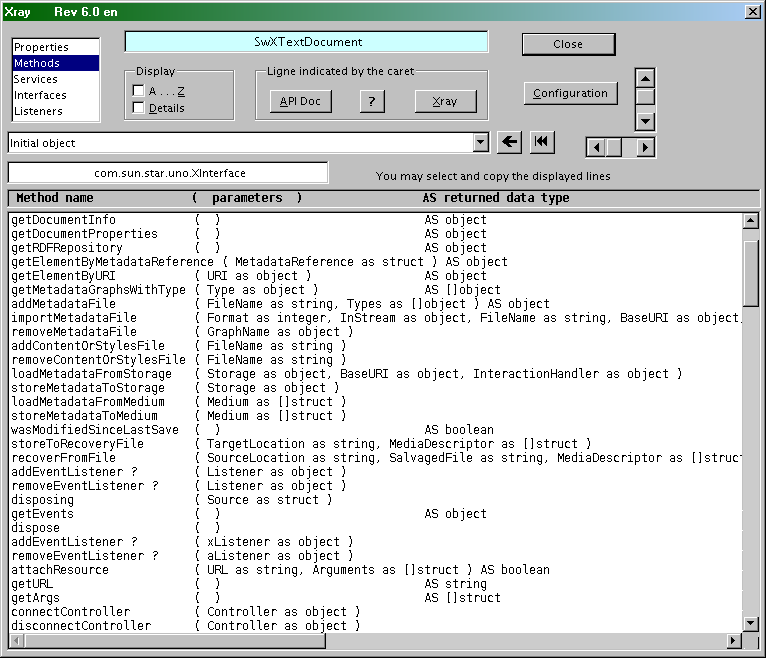 Xray Rev 6.0 en
Properties
Methods
Services
Interfaces
Listeners
SwXTextDocument
Close
Display
A . . . Z
Details
Ligne indicated by the caret
API Doc
?
Xray
Configuration
Initial object
com.sun.star.uno.XInterface
You may select and copy the displayed lines
Method name ( parameters ) AS returned data type
getDocumentInfo ( ) AS object
getDocumentProperties ( ) AS object
getRDFRepository ( ) AS object
getElementByMetadataReference ( MetadataReference as struct ) AS object
getElementByURI ( URI as object ) AS object
getMetadataGraphsWithType ( Type as object ) AS []object
addMetadataFile ( FileName as string, Types as []object ) AS object
importMetadataFile ( Format as integer, InStream as object, FileName as string, BaseURI as object,
removeMetadataFile ( GraphName as object )
addContentOrStylesFile ( FileName as string )
removeContentOrStylesFile ( FileName as string )
loadMetadataFromStorage ( Storage as object, BaseURI as object, InteractionHandler as object )
storeMetadataToStorage ( Storage as object )
loadMetadataFromMedium ( Medium as []struct )
storeMetadataToMedium ( Medium as []struct )
wasModifiedSinceLastSave ( ) AS boolean
storeToRecoveryFile ( TargetLocation as string, MediaDescriptor as []struct )
recoverFromFile ( SourceLocation as string, SalvagedFile as string, MediaDescriptor as []struct
addEventListener ? ( Listener as object )
removeEventListener ? ( Listener as object )
disposing ( Source as struct )
getEvents ( ) AS object
dispose ( )
addEventListener ? ( xListener as object )
removeEventListener ? ( aListener as object )
attachResource ( URL as string, Arguments as []struct ) AS boolean
getURL ( ) AS string
getArgs ( ) AS []struct
connectController ( Controller as object )
disconnectController ( Controller as object )